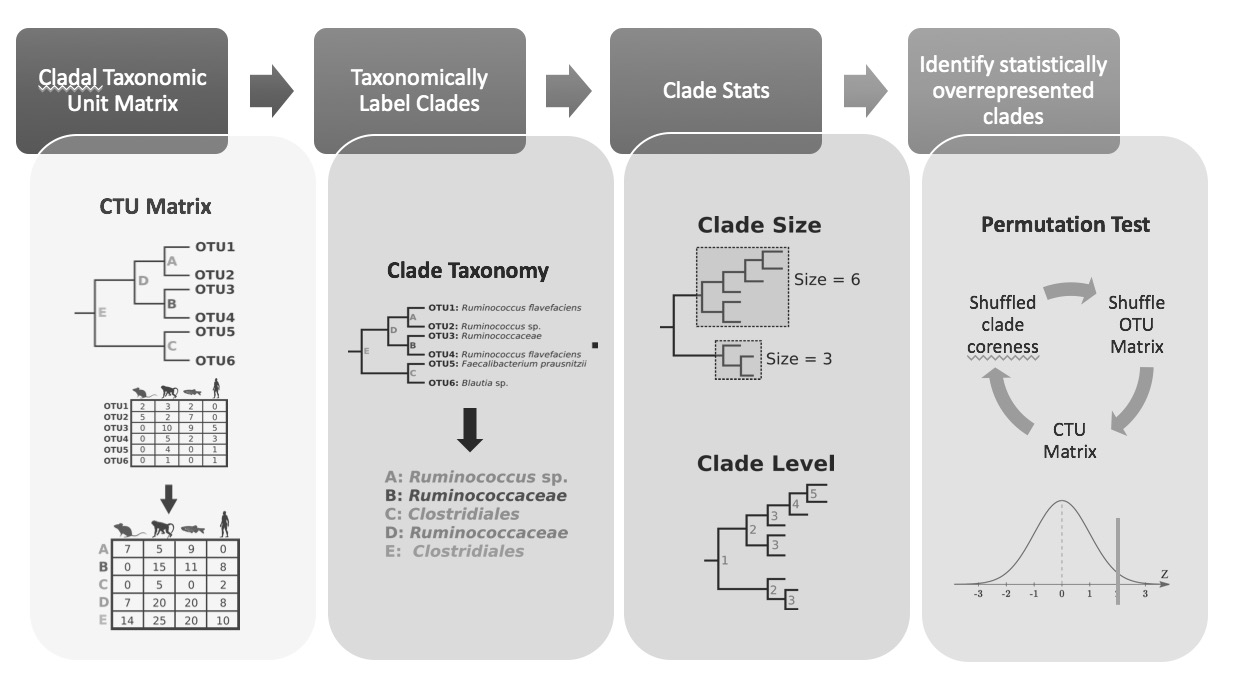 Cladal Taxonomic
Unit Matrix
Taxonomically
Label Clades
Clade Stats
Identify statistically
overrepresented
clades
CTU Matrix
OTU1
OTU2
OTU3
OTU4
OTU5
OTU6
A
B
C
D
E
OTU1 2 3 2 0
OTU2 5 2 7 0
OTU3 0 10 9 5
OTU4 0 5 2 3
OTU5 0 4 0 1
OTU6 0 1 0 1
A 7 5 9 0
B 0 15 11 8
C 0 5 0 2
D 7 20 20 8
E 14 25 20 10
Clade Taxonomy
OTU1: Ruminococcus flavefaciens
OTU2: Ruminococcus sp.
OTU3: Ruminococcaceae
OTU4: Ruminococcus flavefaciens
OTU5: Faecalibacterium prausnitzii
OTU6: Blautia sp.
A
B
C
D
E
A: Ruminococcus sp.
B: Ruminococcaceae
C: Clostridiales
D: Ruminococcaceae
E: Clostridiales
Clade Size
Size = 6
Size = 3
Clade Level
5
4
3
2
3
1
2
3
Permutation Test
Shuffled
clade
coreness
Shuffle
OTU
Matrix
CTU
Matrix
Z
-3 -2 -1 0 1 3